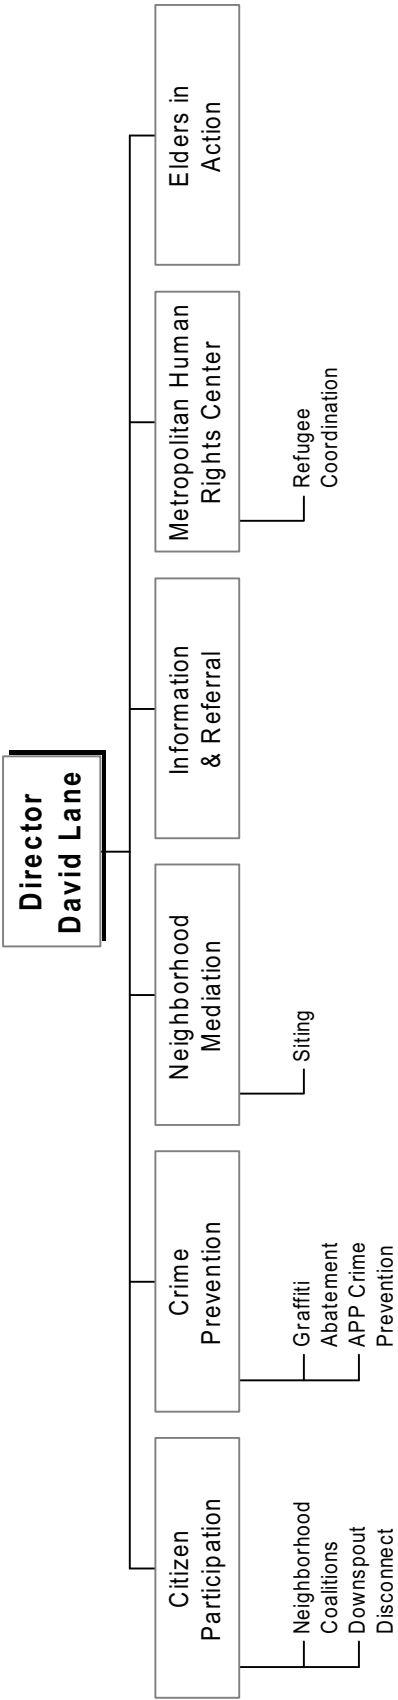 Director
David Lane
Citizen
Participation
Neighborhood
Coalitions
Downspout
Disconnect
Crime
Prevention
Graffiti
Abatement
APP Crime
Prevention
Neighborhood
Mediation
Siting
Information
& Referral
Metropolitan Human
Rights Center
Refugee
Coordination
Elders in
Action